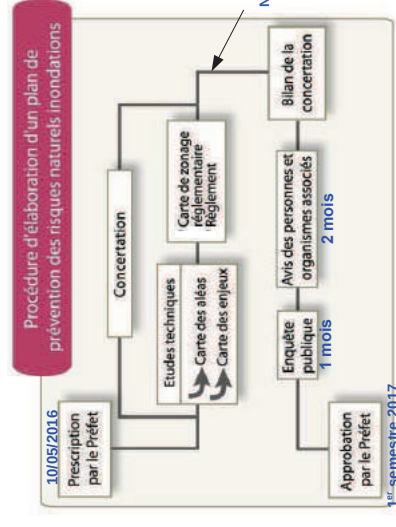 Procédure d'élaboration d'un plan de
prévention des risques naturels inondations
10/05/2016
Prescription
par le Préfet
Concertation
Etudes techniques
Carte des aléas
Carte des enjeux
Carte de zonage
réglementaire
Règlement
N
Bilan de la
concertation
Avis des personnes et
organismes associés
2 mois
Enquête
publique
1 mois
Approbation
par le Préfet
1er semestre 2017